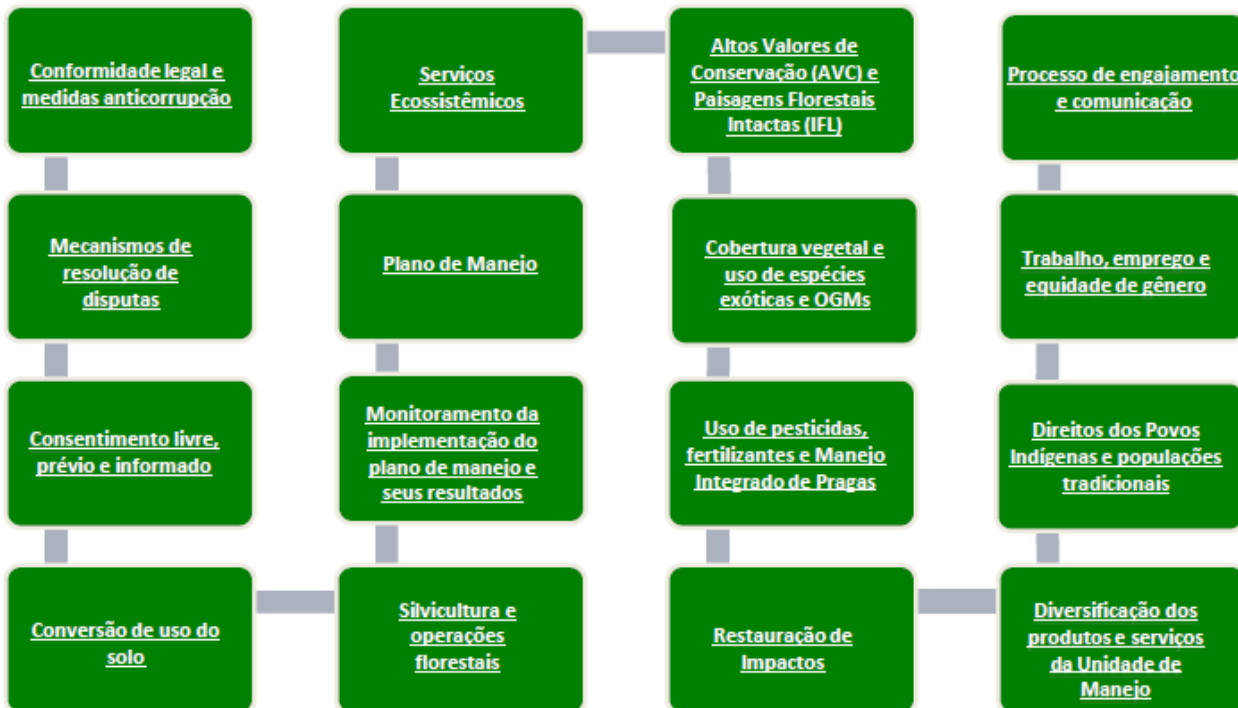 Conformidade legal e
medidas anticorrupção
Mecanismos de
resolução de
disputas
Consentimento livre,
prévio e informado
Conversão de uso do
solo
Silvicultura e
operações
florestais
Monitoramento da
implementação do
plano de manejo e
seus resultados
Plano de Manejo
Serviços
Ecossistêmicos
Altos Valores de
Conservação (AVC) e
Paisagens Florestais
Intactas (IFL)
Cobertura vegetal e
uso de espécies
exóticas e OGMs
Uso de pesticidas,
fertilizantes e Manejo
Integrado de Pragas
Restauração de
Impactos
Diversificação dos
produtos e serviços
da Unidade de
Manejo
Direitos dos Povos
Indígenas e populações
tradicionais
Trabalho, emprego e
equidade de gênero
Processo de engajamento
e comunicação